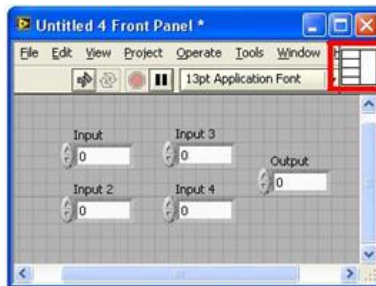 Untitled 4 Front Panel *
File Edit View Project Operate Tools Window
13pt Application Font
Input Input 3
0 0
Output
0
Input 2 Input 4
0 0